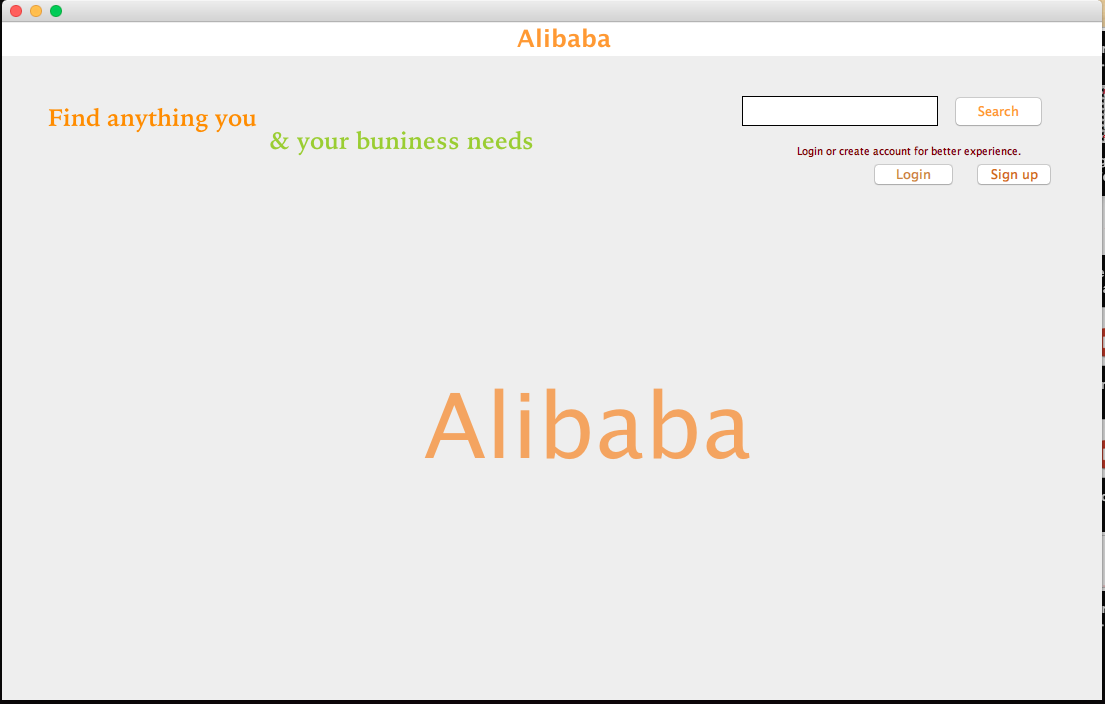 Alibaba
Find anything you
& your buniness needs
Search
Login or create account for better experience.
Login
Sign up
Alibaba